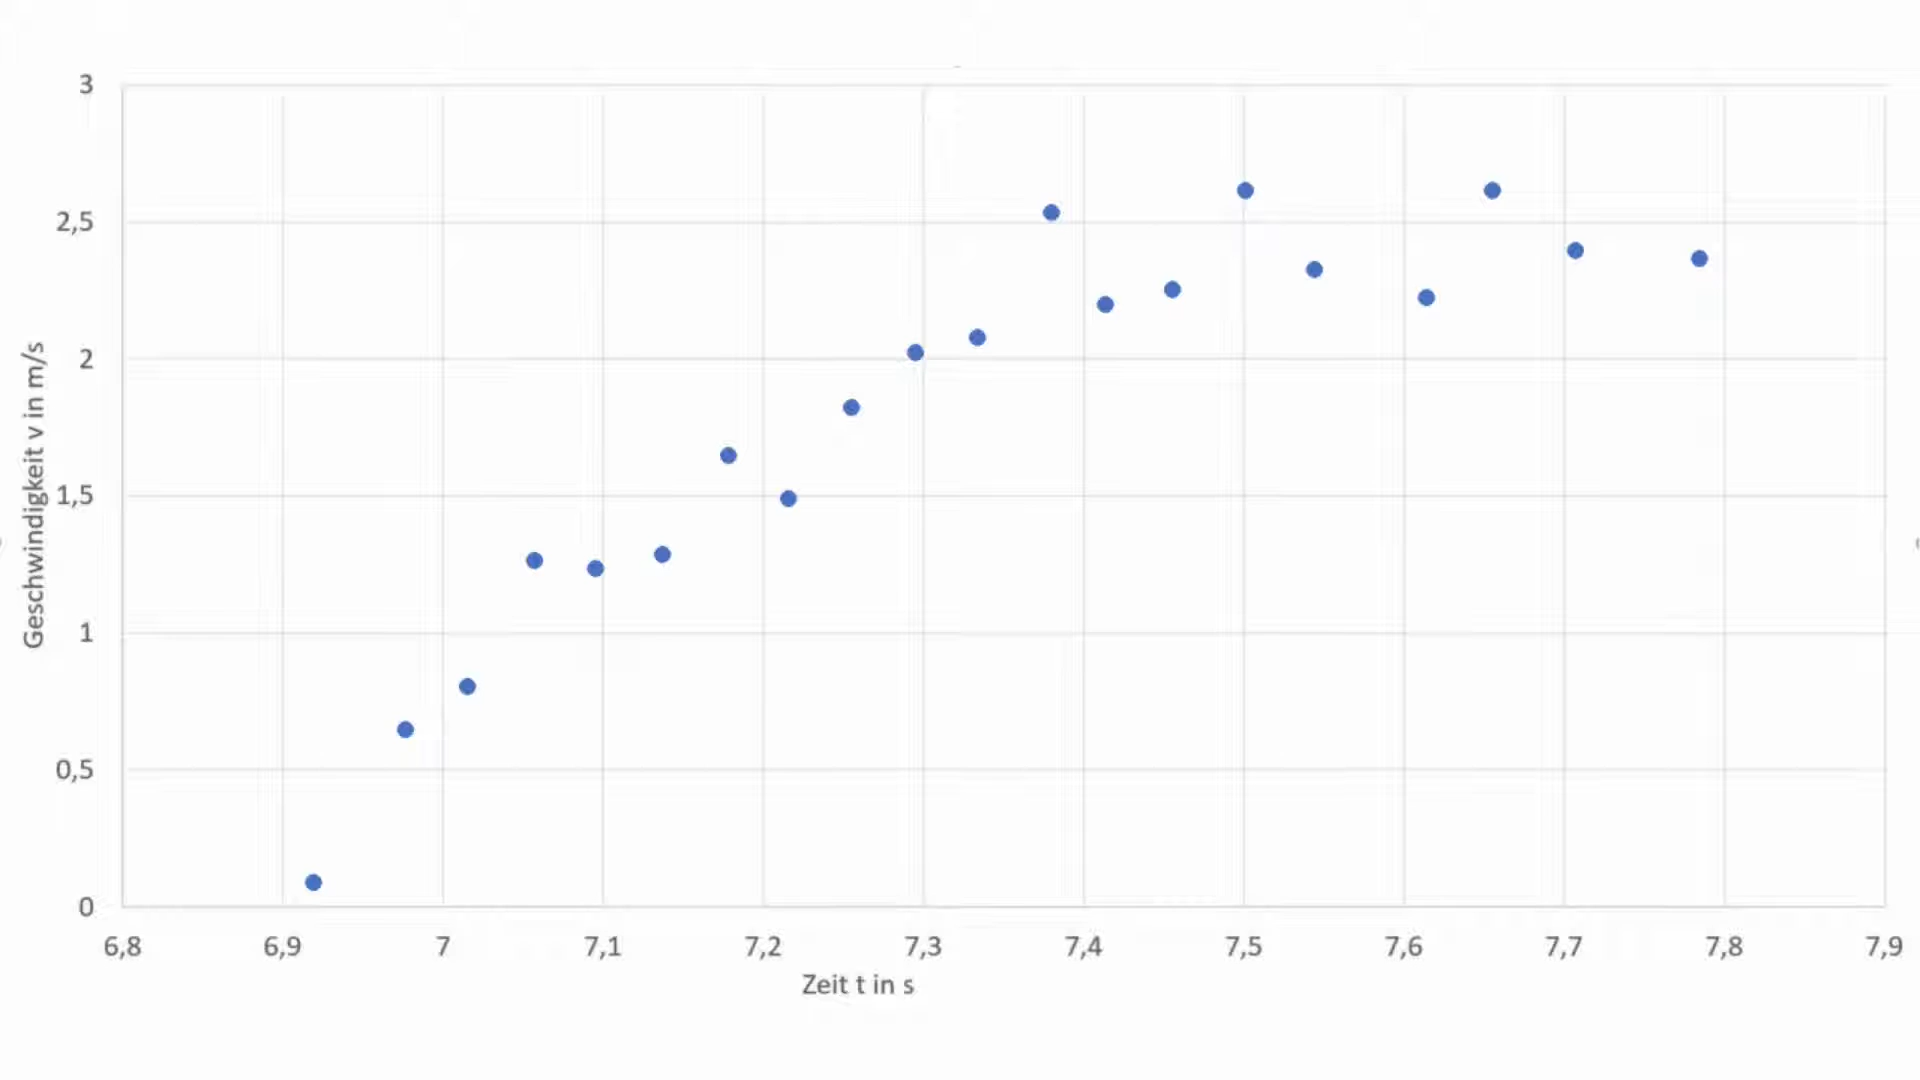 3
2,5
2
1,5
1
0,5
0
Geschwindigkeit v in m/s
6,8 6,9 7 7,1 7,2 7,3 7,4 7,5 7,6 7,7 7,8 7,9
Zeit t in s